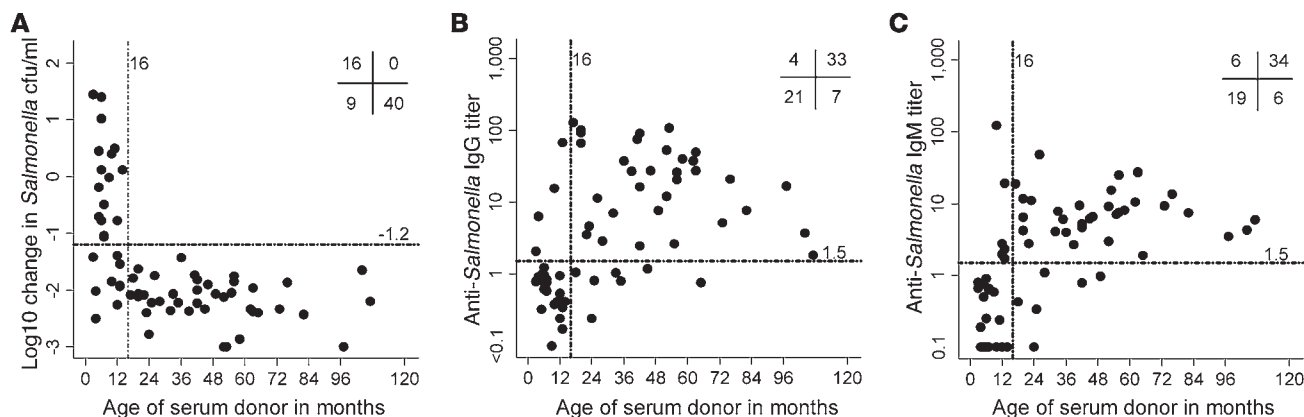 A
Log10 change in Salmonella cfu/ml
2
1
0
-1
-2
-3
16
16 0
9 40
-1.2
0 12 24 36 48 60 72 84 96 120
Age of serum donor in months
B
Anti-Salmonella IgG titer
1,000
100
10
1
<0.1
16
4 33
21 7
1.5
0 12 24 36 48 60 72 84 96 120
Age of serum donor in months
C
Anti-Salmonella IgM titer
1,000
100
10
1
0.1
16
6 34
19 6
1.5
0 12 24 36 48 60 72 84 96 120
Age of serum donor in months